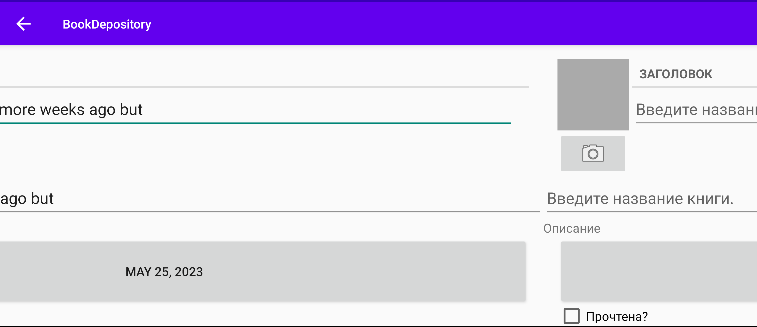 BookDepository
ЗАГОЛОВОК
more weeks ago but
Введите назван
ago but
Введите название книги.
Описание
MAY 25, 2023
Прочтена?